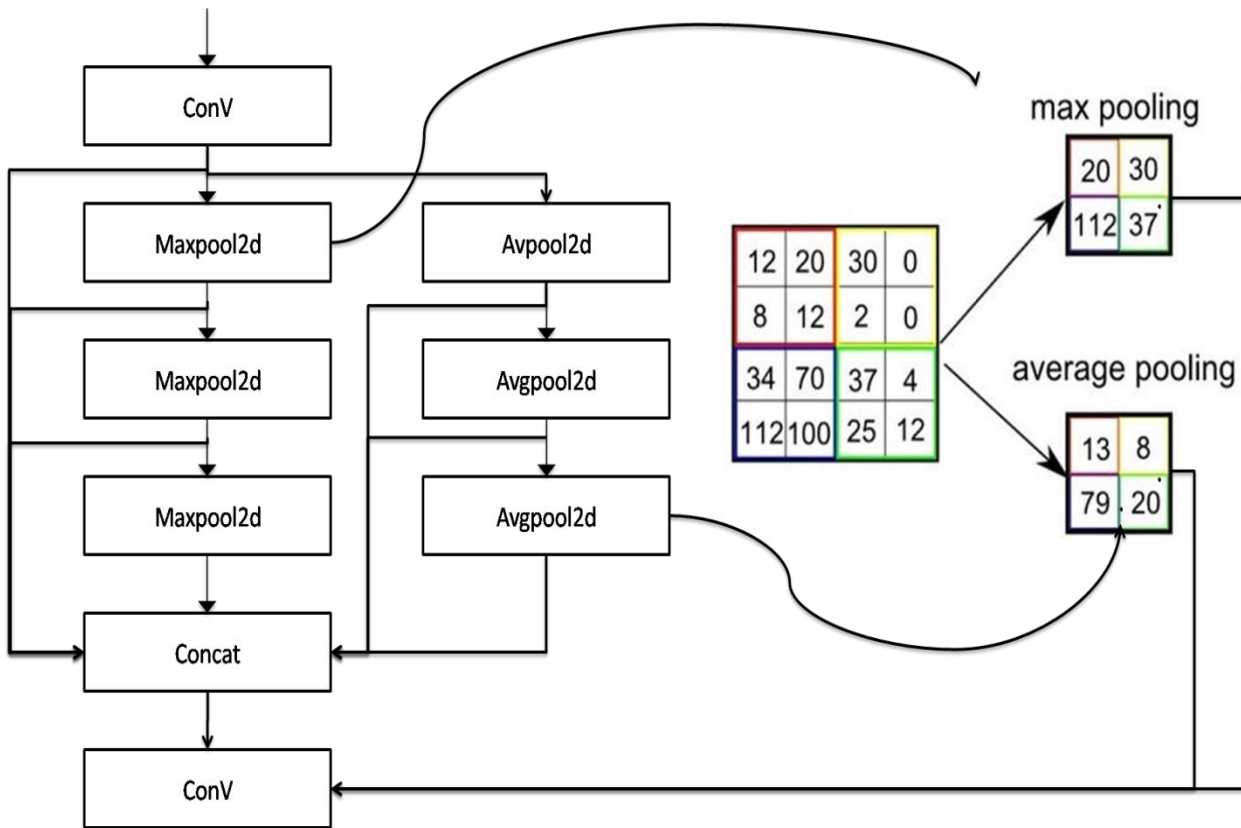 ConV
Maxpool2d
Avpool2d
Maxpool2d
Avgpool2d
Maxpool2d
Avgpool2d
Concat
ConV
12 20 30 0
8 12 2 0
34 70 37 4
112 100 25 12
max pooling
20 30
112 37
average pooling
13 8
79 20